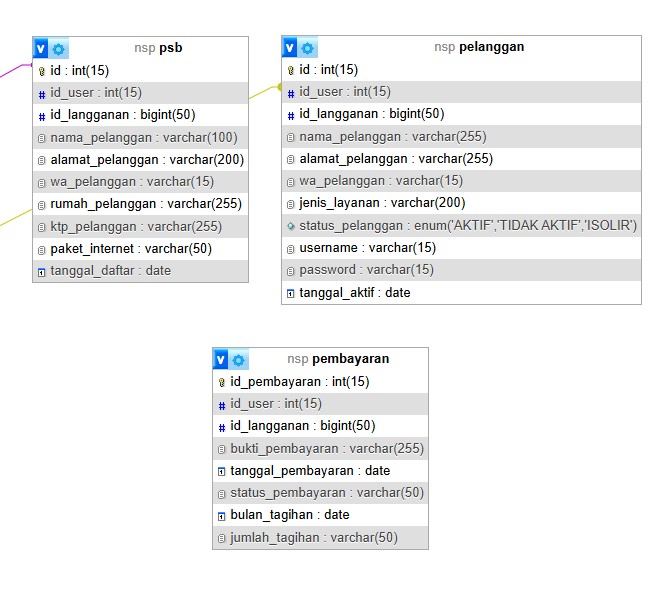 V nsp psb
id : int(15)
# id_user : int(15)
# id_langganan : bigint(50)
nama_pelanggan : varchar(100)
alamat_pelanggan : varchar(200)
wa_pelanggan : varchar(15)
rumah_pelanggan : varchar(255)
ktp_pelanggan : varchar(255)
paket_internet : varchar(50)
tanggal_daftar : date
V nsp pelanggan
id : int(15)
# id_user : int(15)
# id_langganan : bigint(50)
nama_pelanggan : varchar(255)
alamat_pelanggan : varchar(255)
wa_pelanggan : varchar(15)
jenis_layanan : varchar(200)
status_pelanggan : enum('AKTIF','TIDAK AKTIF','ISOLIR')
username : varchar(15)
password : varchar(15)
tanggal_aktif : date
V nsp pembayaran
id_pembayaran : int(15)
# id_user : int(15)
# id_langganan : bigint(50)
bukti_pembayaran : varchar(255)
tanggal_pembayaran : date
status_pembayaran : varchar(50)
bulan_tagihan : date
jumlah_tagihan : varchar(50)